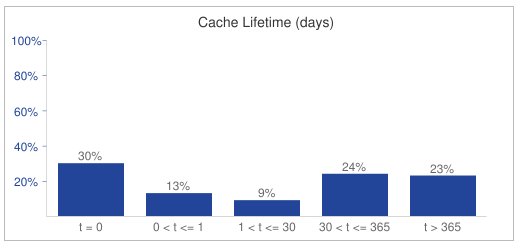 Cache Lifetime (days)
100%
80%
60%
40%
20%
30%
13%
9%
24%
23%
t = 0
0 < t <= 1
1 < t <= 30
30 < t <= 365
t > 365